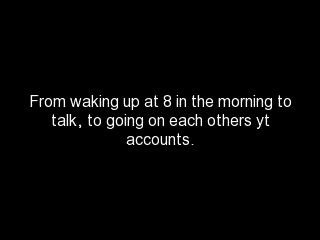 From waking up at 8 in the morning to
talk, to going on each others yt
accounts.